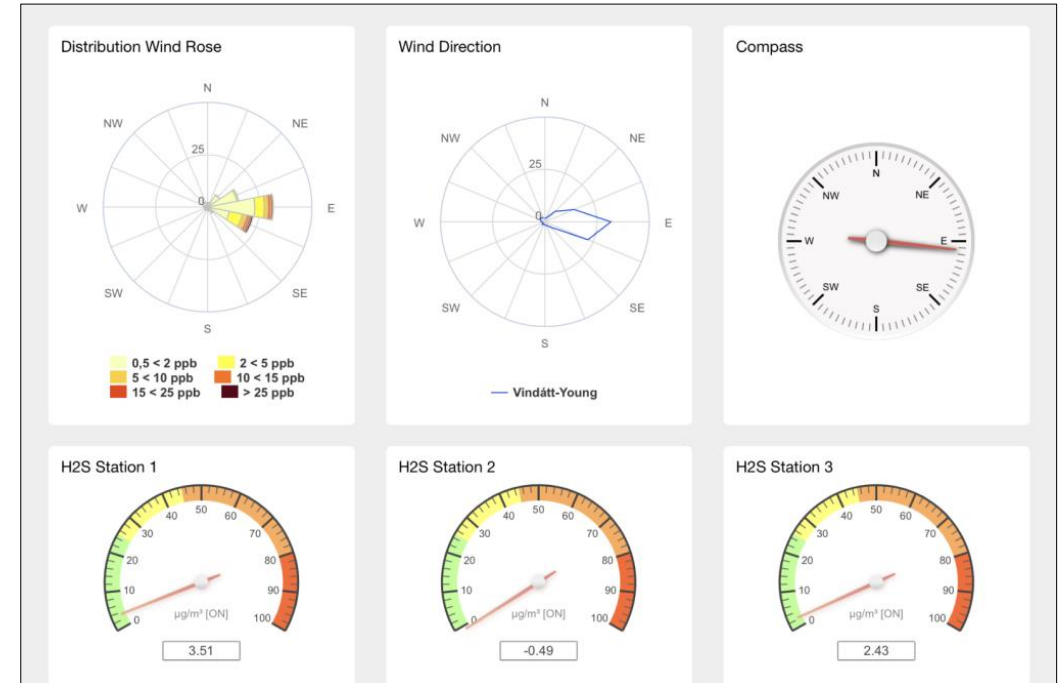 Distribution Wind Rose
N
NW
NE
25
0
W
E
SW
SE
S
0,5 < 2 ppb
2 < 5 ppb
5 < 10 ppb
10 < 15 ppb
15 < 25 ppb
> 25 ppb
Wind Direction
N
NW
NE
25
0
W
E
SW
SE
S
Vindátt-Young
Compass
N
NW
NE
W
E
SW
SE
S
H2S Station 1
0
10
20
30
40
50
60
70
80
90
100
µg/m³ [ON]
3.51
H2S Station 2
0
10
20
30
40
50
60
70
80
90
100
µg/m³ [ON]
-0.49
H2S Station 3
0
10
20
30
40
50
60
70
80
90
100
µg/m³ [ON]
2.43